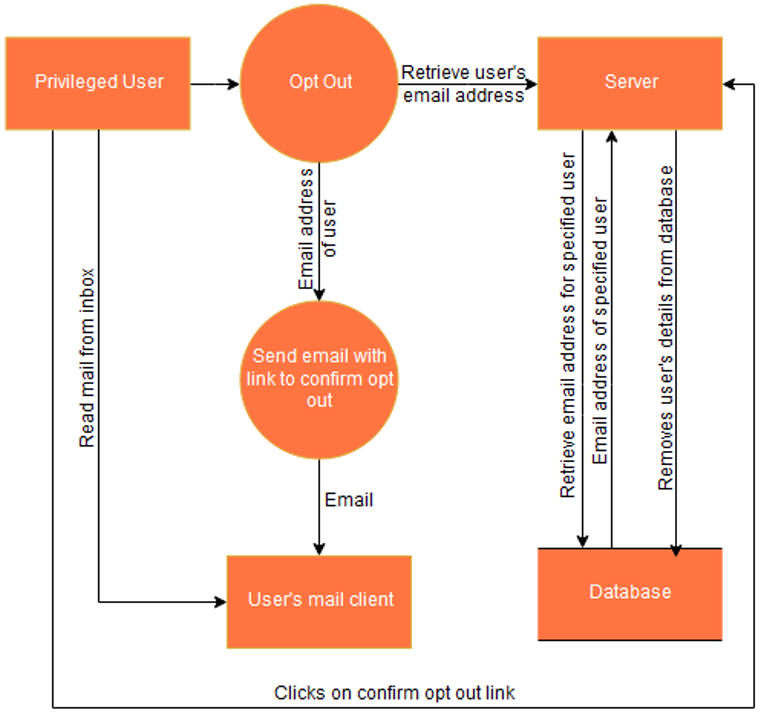 Privileged User
Opt Out
Retrieve user's
email address
Server
Email address
of user
Read mail from inbox
Retrieve email address for specified user
Email address of specified user
Removes user's details from database
Send email with
link to confirm opt
out
Email
User's mail client
Database
Clicks on confirm opt out link